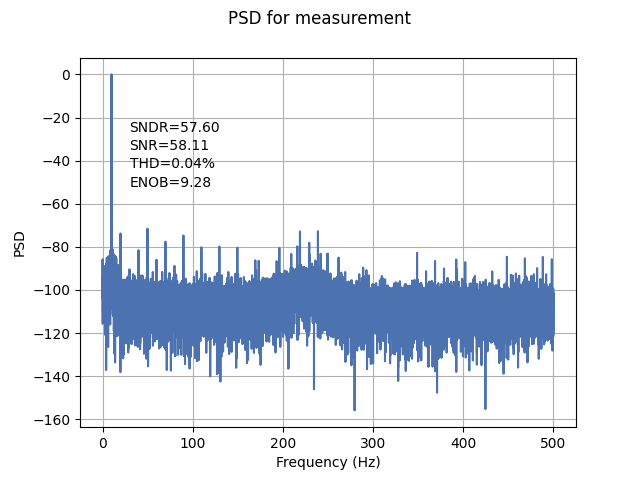 PSD for measurement
0
−20
−40
−60
−80
−100
−120
−140
−160
PSD
SNDR=57.60
SNR=58.11
THD=0.04%
ENOB=9.28
0 100 200 300 400 500
Frequency (Hz)